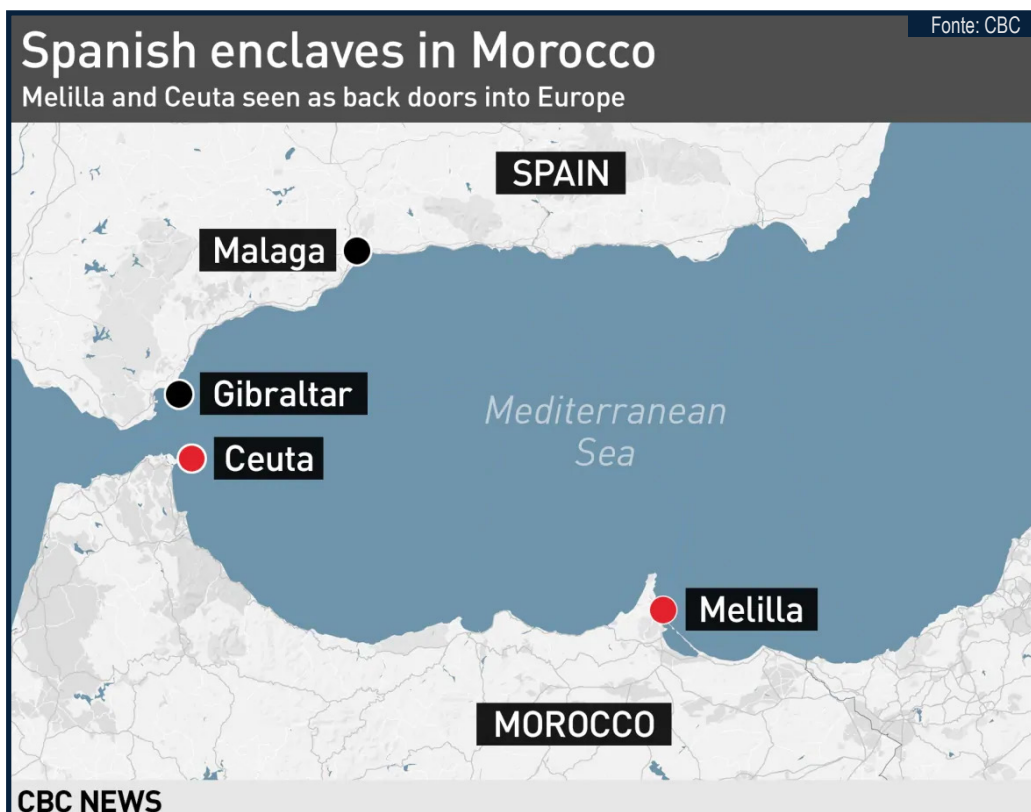 Fonte: CBC
Spanish enclaves in Morocco
Melilla and Ceuta seen as back doors into Europe
SPAIN
Malaga
Gibraltar
Mediterranean
Sea
Ceuta
Melilla
MOROCCO
CBC NEWS